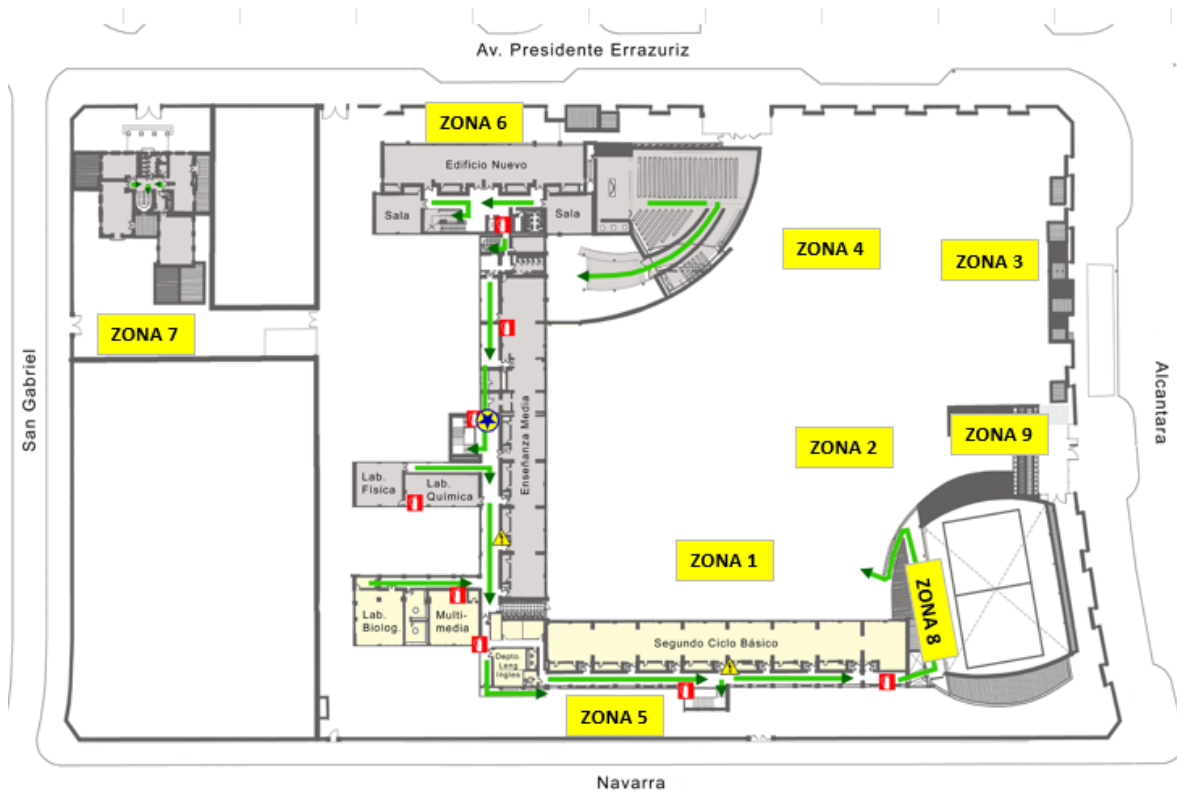 Av. Presidente Errazuriz
ZONA 6
Edificio Nuevo
Sala
Sala
ZONA 4
ZONA 3
ZONA 7
San Gabriel
Alcantara
Enseñanza Media
ZONA 2
ZONA 9
Lab.
Física
Lab.
Química
ZONA 1
Lab.
Biolog.
Multi-
media
ZONA 8
Segundo Ciclo Básico
Depto.
Leng
Ingles
ZONA 5
Navarra